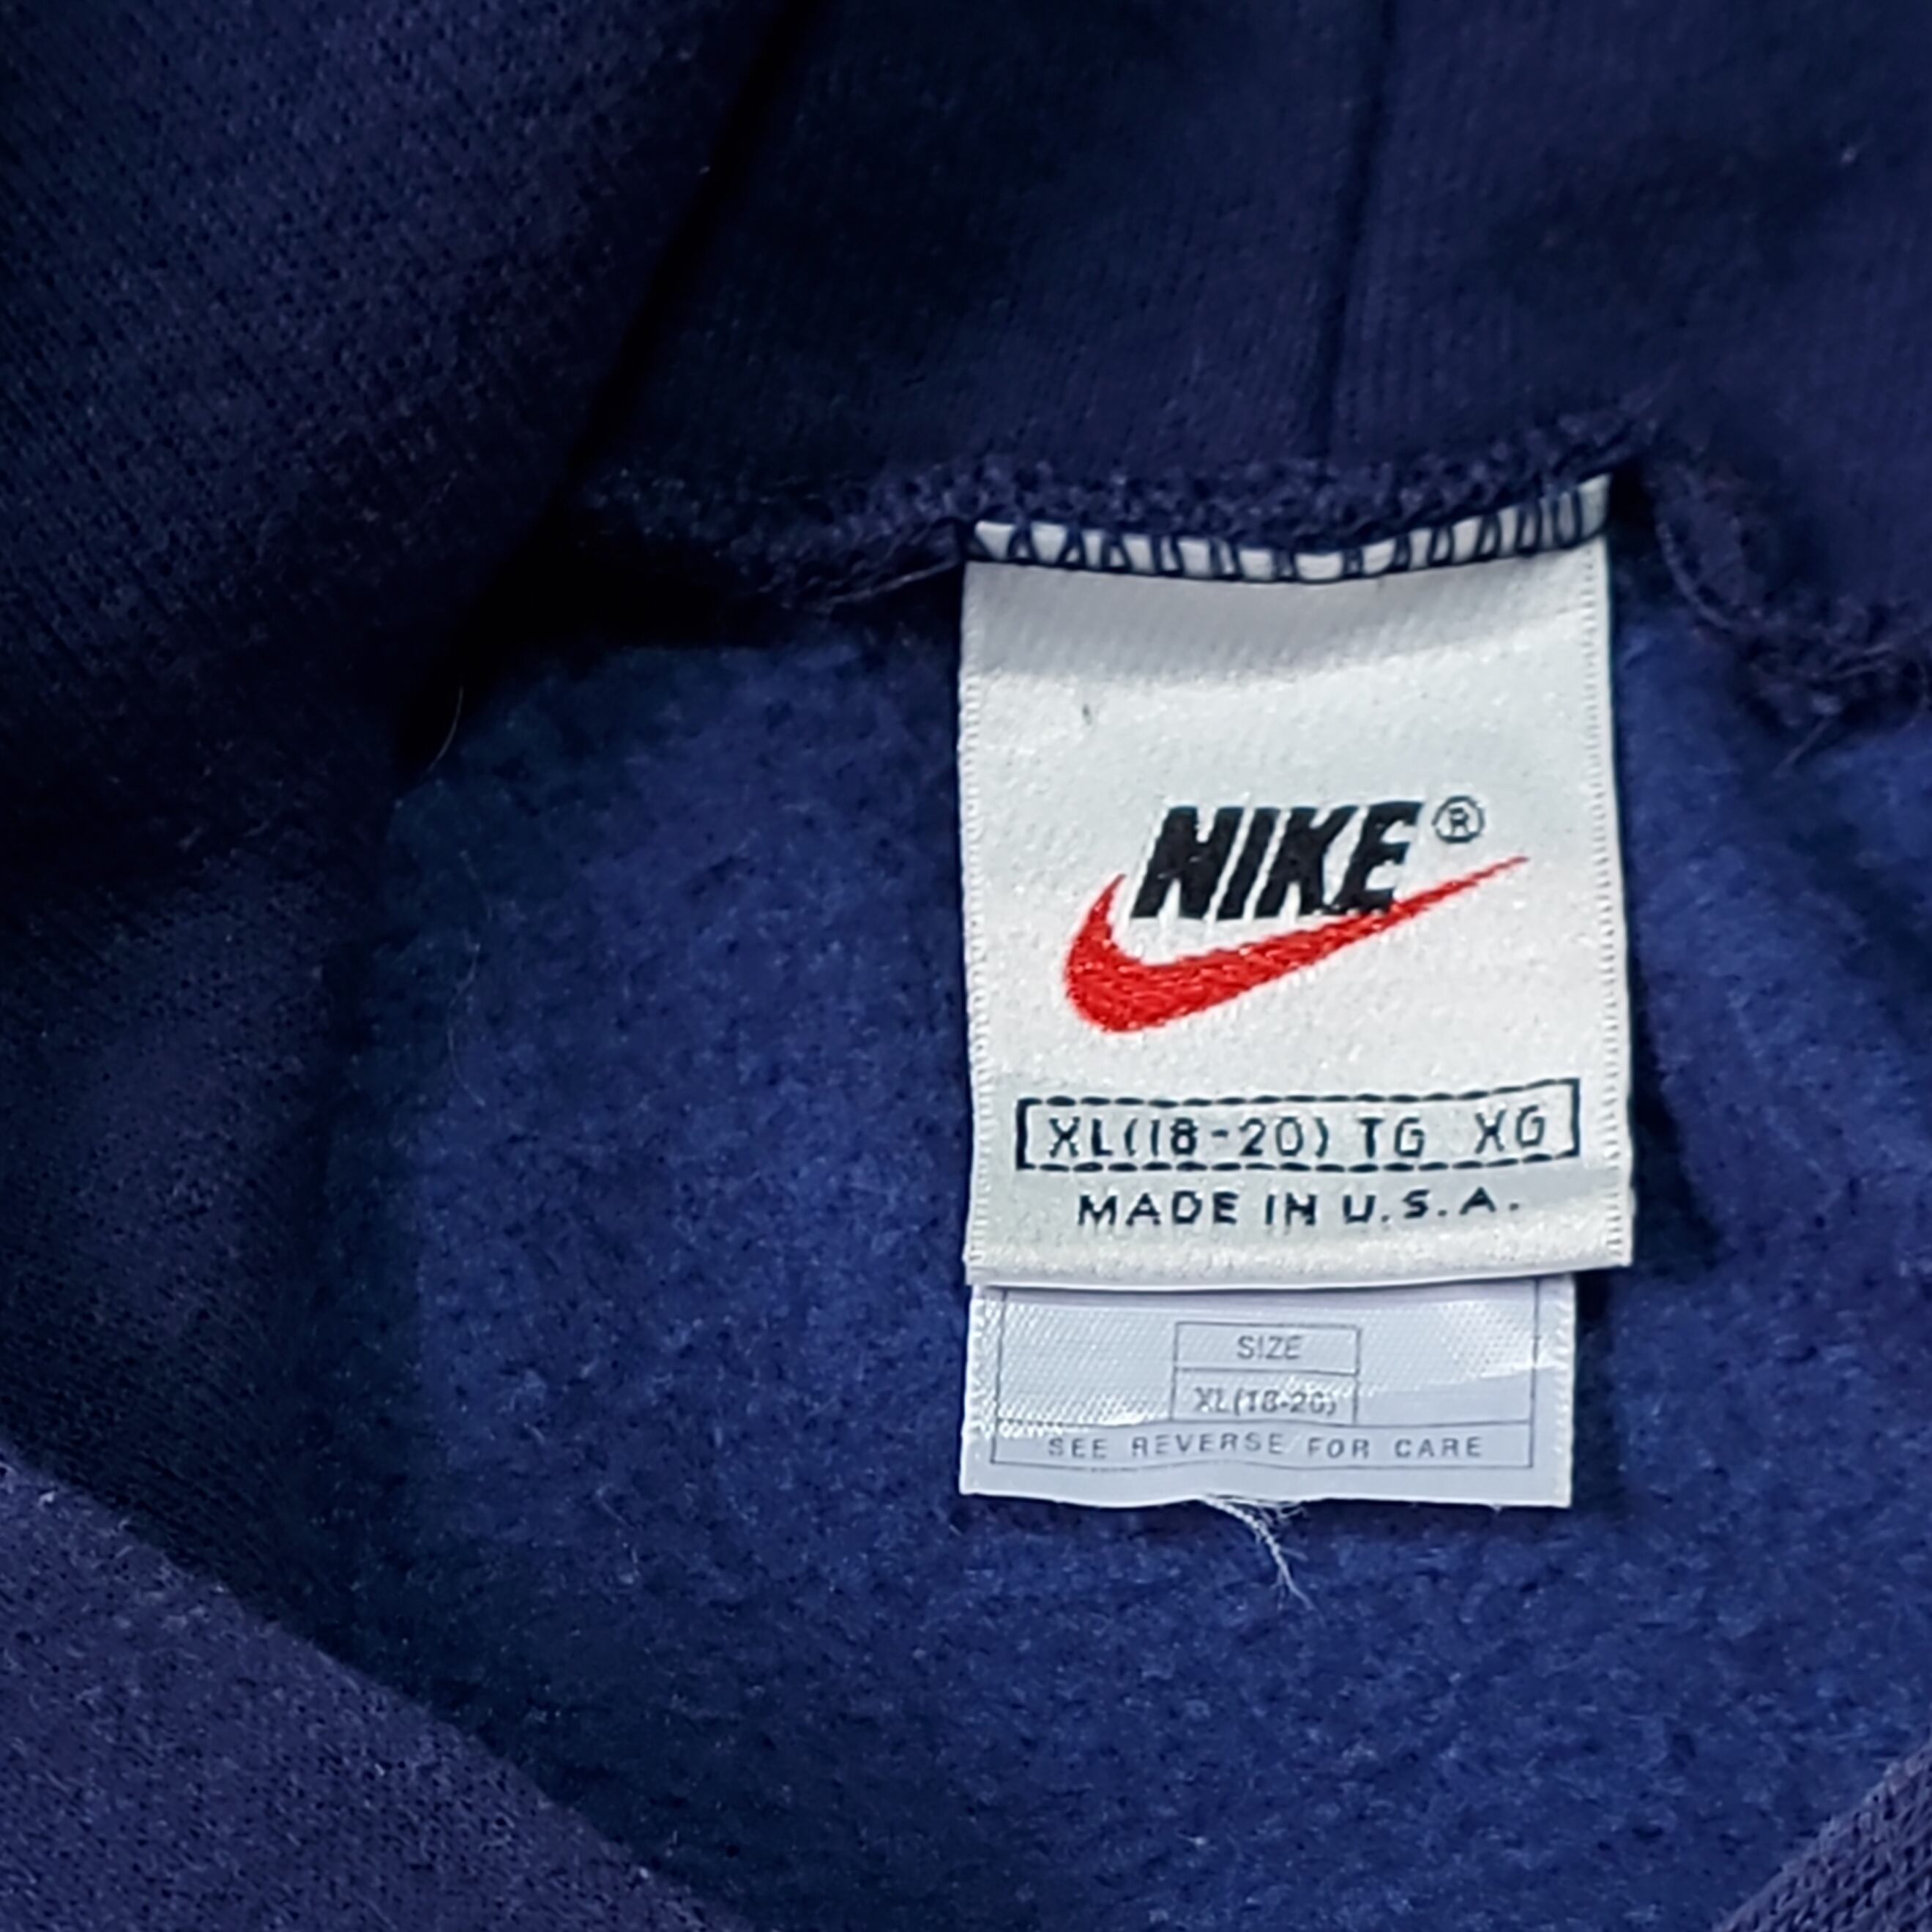 NIKE®
XL(18-20) TG XG
MADE IN U.S.A.
SIZE
XL(18-20)
SEE REVERSE FOR CARE